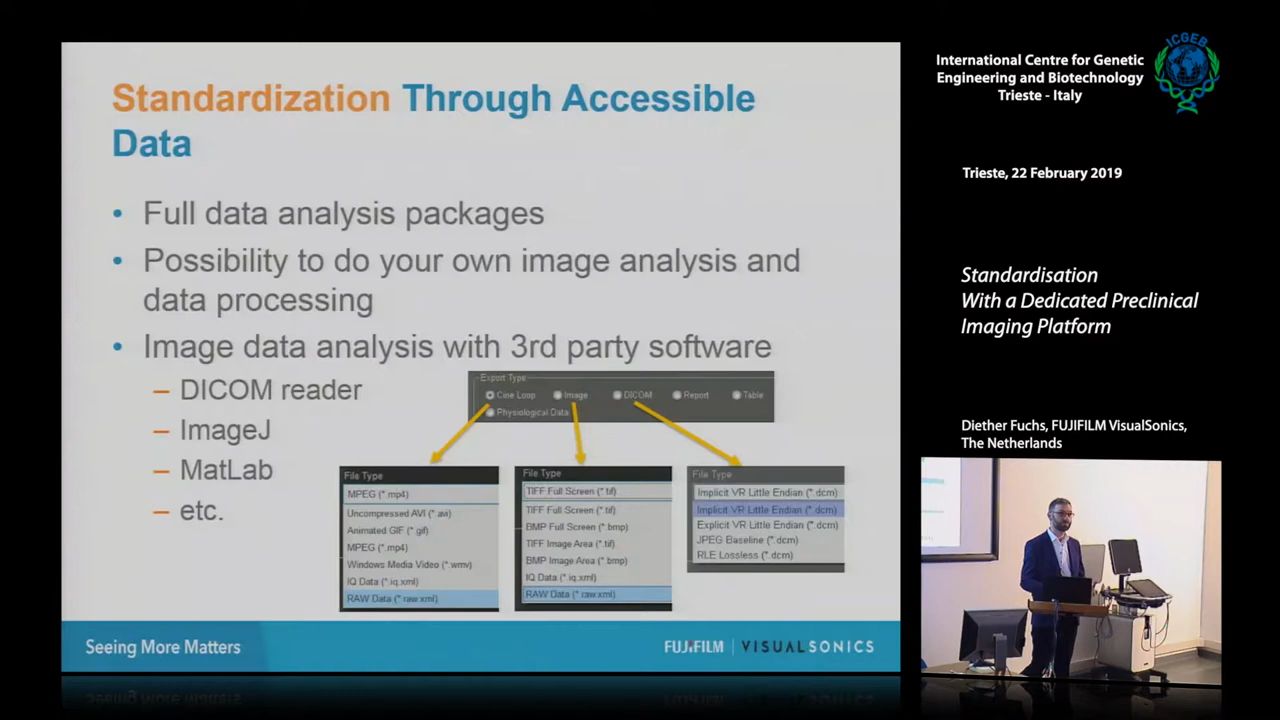 Standardization Through Accessible
Data
• Full data analysis packages
• Possibility to do your own image analysis and
data processing
• Image data analysis with 3rd party software
– DICOM reader
– ImageJ
– MatLab
– etc.
Export Type
Cine Loop
Image
DICOM
Report
Table
Physiological Data
File Type
MPEG (*.mp4)
Uncompressed AVI (*.avi)
Animated GIF (*.gif)
MPEG (*.mp4)
Windows Media Video (*.wmv)
IQ Data (*.iq.xml)
RAW Data (*.raw.xml)
File Type
TIFF Full Screen (*.tif)
TIFF Full Screen (*.tif)
BMP Full Screen (*.bmp)
TIFF Image Area (*.tif)
BMP Image Area (*.bmp)
IQ Data (*.iq.xml)
RAW Data (*.raw.xml)
File Type
Implicit VR Little Endian (*.dcm)
Implicit VR Little Endian (*.dcm)
Explicit VR Little Endian (*.dcm)
JPEG Baseline (*.dcm)
RLE Lossless (*.dcm)
Seeing More Matters
FUJIFILM | VISUALSONICS
International Centre for Genetic
Engineering and Biotechnology
Trieste - Italy
ICGEB
Trieste, 22 February 2019
Standardisation
With a Dedicated Preclinical
Imaging Platform
Diether Fuchs, FUJIFILM VisualSonics,
The Netherlands